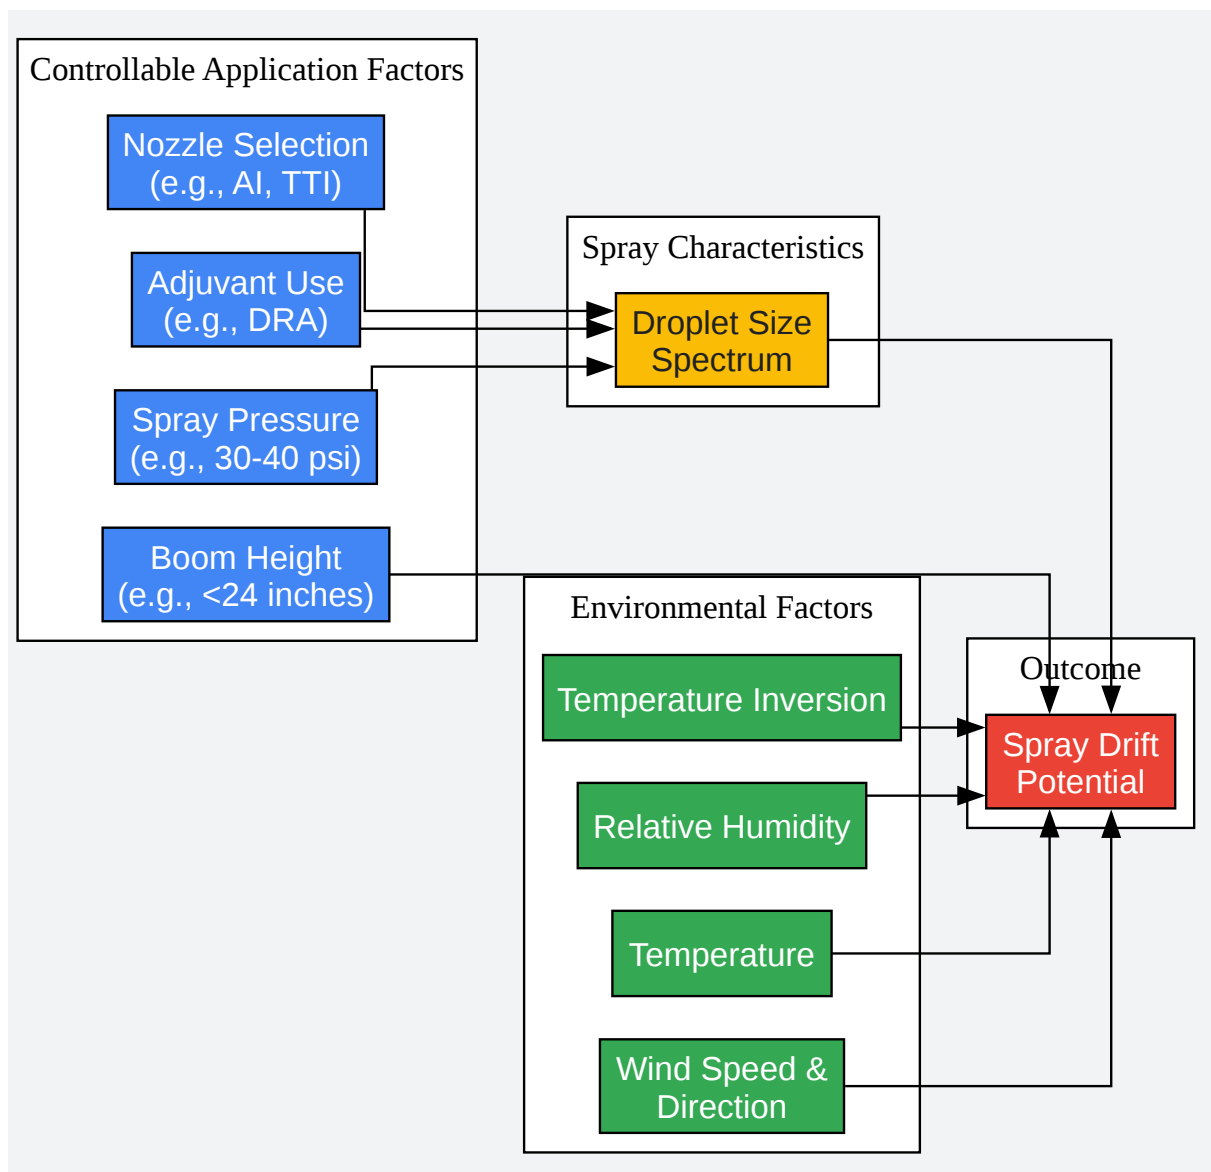 Controllable Application Factors
Nozzle Selection
(e.g., AI, TTI)
Adjuvant Use
(e.g., DRA)
Spray Pressure
(e.g., 30-40 psi)
Boom Height
(e.g., <24 inches)
Spray Characteristics
Droplet Size
Spectrum
Environmental Factors
Temperature Inversion
Relative Humidity
Temperature
Wind Speed &
Direction
Outcome
Spray Drift
Potential